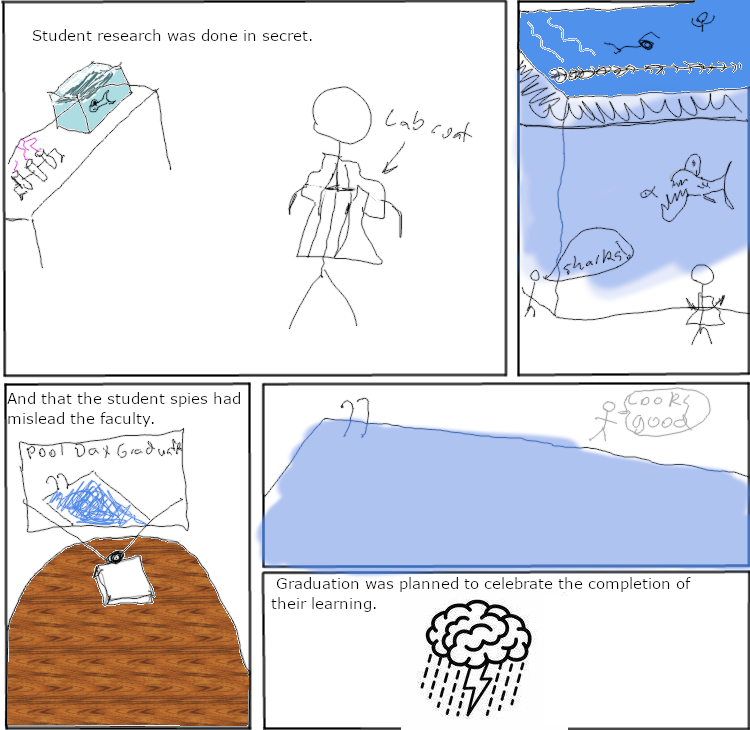 Student research was done in secret.
Lab coat
sharks!
And that the student spies had
mislead the faculty.
Pool Day Graduate
Looks
good
Graduation was planned to celebrate the completion of
their learning.